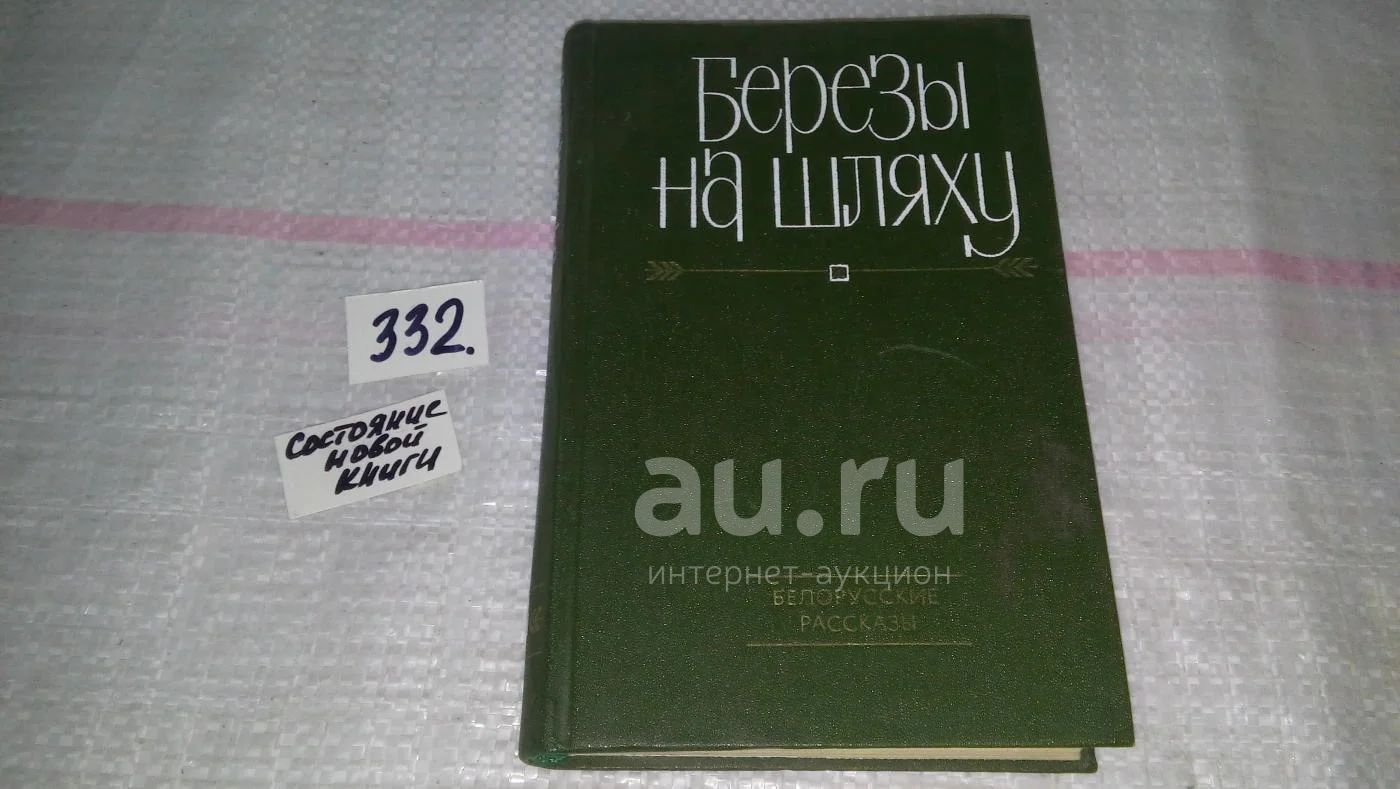 Березы
на шляху
332.
Состояние
новой
книги
au.ru
интернет-аукцион
БЕЛОРУССКИЕ
РАССКАЗЫ